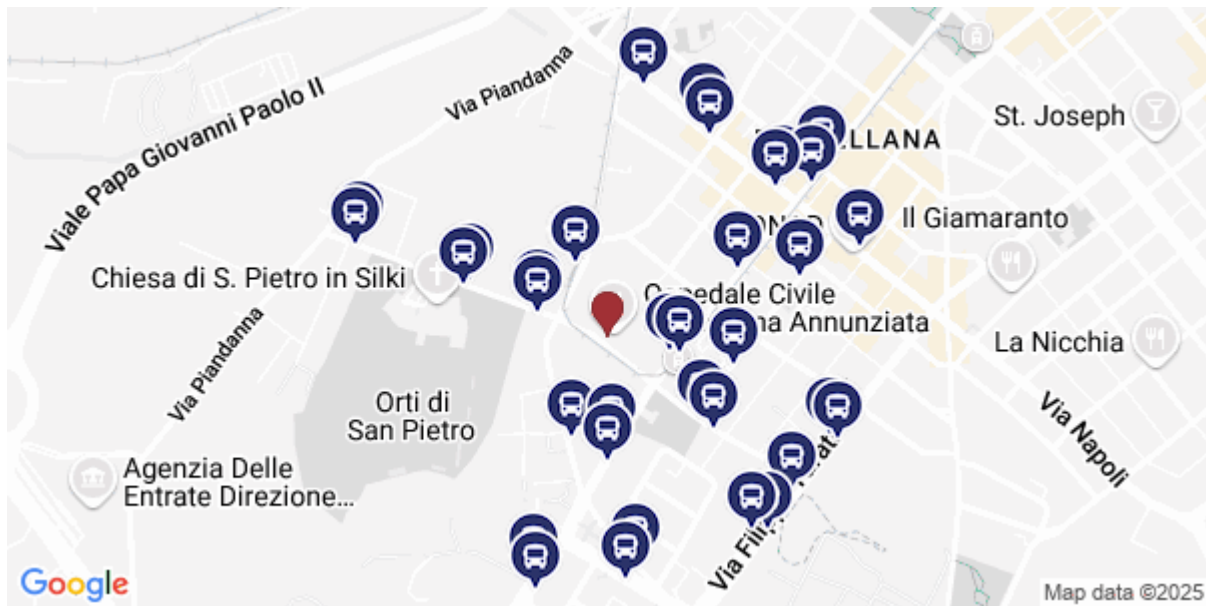 Viale Papa Giovanni Paolo II
Via Piandanna
St. Joseph
Il Giamaranto
Chiesa di S. Pietro in Silki
Ospedale Civile
Annunziata
La Nicchia
Via Piandanna
Orti di
San Pietro
Via Napoli
Agenzia Delle
Entrate Direzione...
Google
Map data ©2025